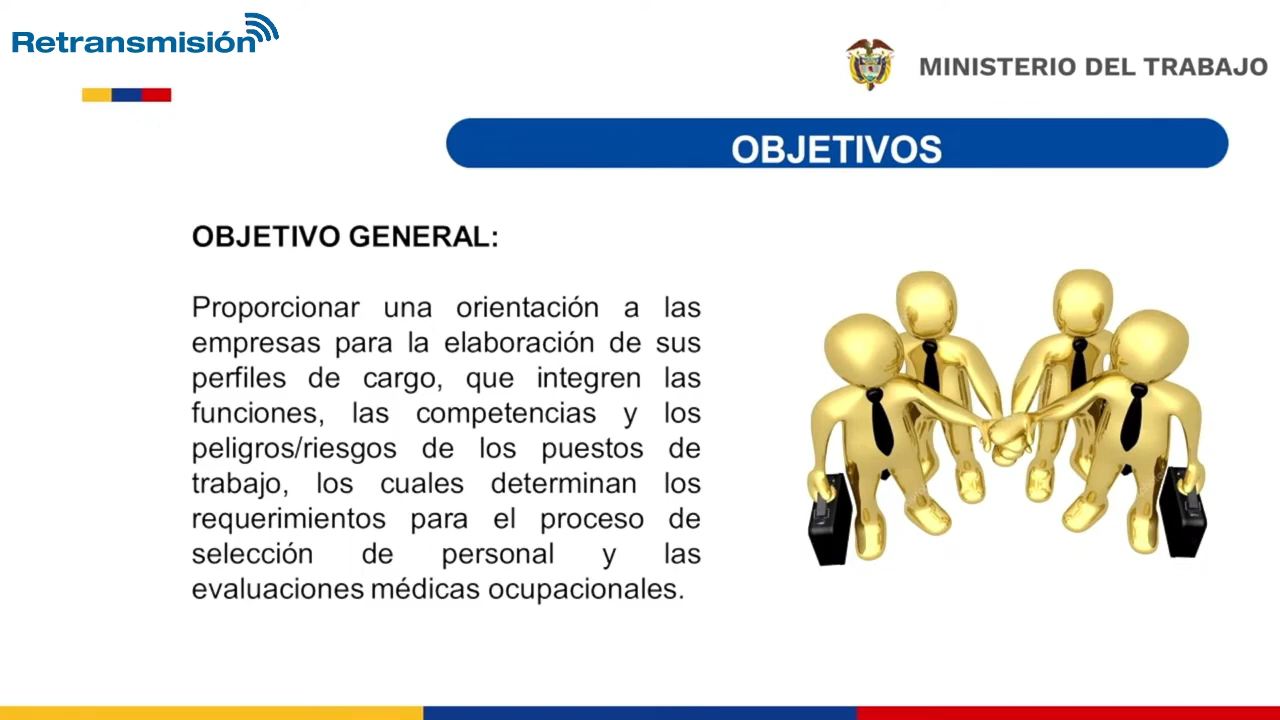 Retransmisión
MINISTERIO DEL TRABAJO
OBJETIVOS
OBJETIVO GENERAL:
Proporcionar una orientación a las
empresas para la elaboración de sus
perfiles de cargo, que integren las
funciones, las competencias y los
peligros/riesgos de los puestos de
trabajo, los cuales determinan los
requerimientos para el proceso de
selección de personal y las
evaluaciones médicas ocupacionales.